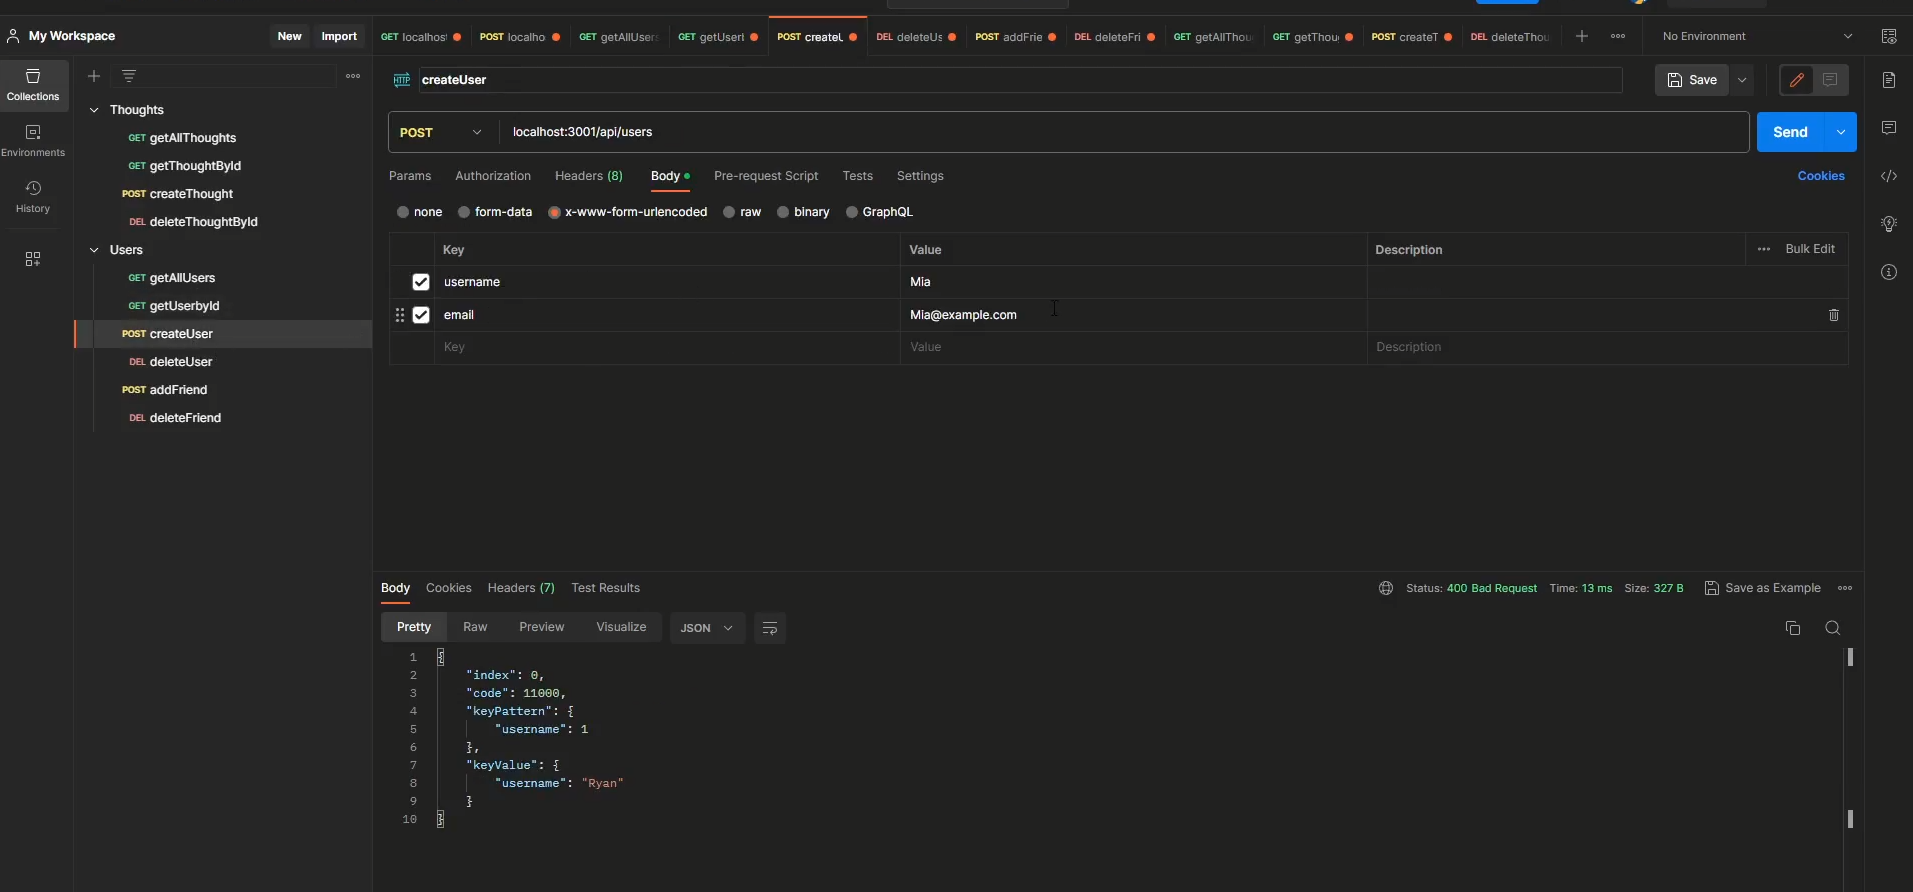 My Workspace
New
Import
GET localhos
POST localho
GET getAllUser
GET getUserl
POST createL
DEL deleteUs
POST addFrie
DEL deleteFri
GET getAllThou
GET getThou
POST createT
DEL deleteThou
No Environment
Collections
Environments
History
Thoughts
GET getAllThoughts
GET getThoughtById
POST createThought
DEL deleteThoughtById
Users
GET getAllUsers
GET getUserbyId
POST createUser
DEL deleteUser
POST addFriend
DEL deleteFriend
HTTP createUser
Save
POST localhost:3001/api/users
Send
Params Authorization Headers (8) Body Pre-request Script Tests Settings
Cookies
none form-data x-www-form-urlencoded raw binary GraphQL
Key Value Description Bulk Edit
username Mia
email Mia@example.com
Key Value Description
Body Cookies Headers (7) Test Results
Status: 400 Bad Request Time: 13 ms Size: 327 B Save as Example
Pretty Raw Preview Visualize JSON
1 {
2 "index": 0,
3 "code": 11000,
4 "keyPattern": {
5 "username": 1
6 },
7 "keyValue": {
8 "username": "Ryan"
9 }
10 }